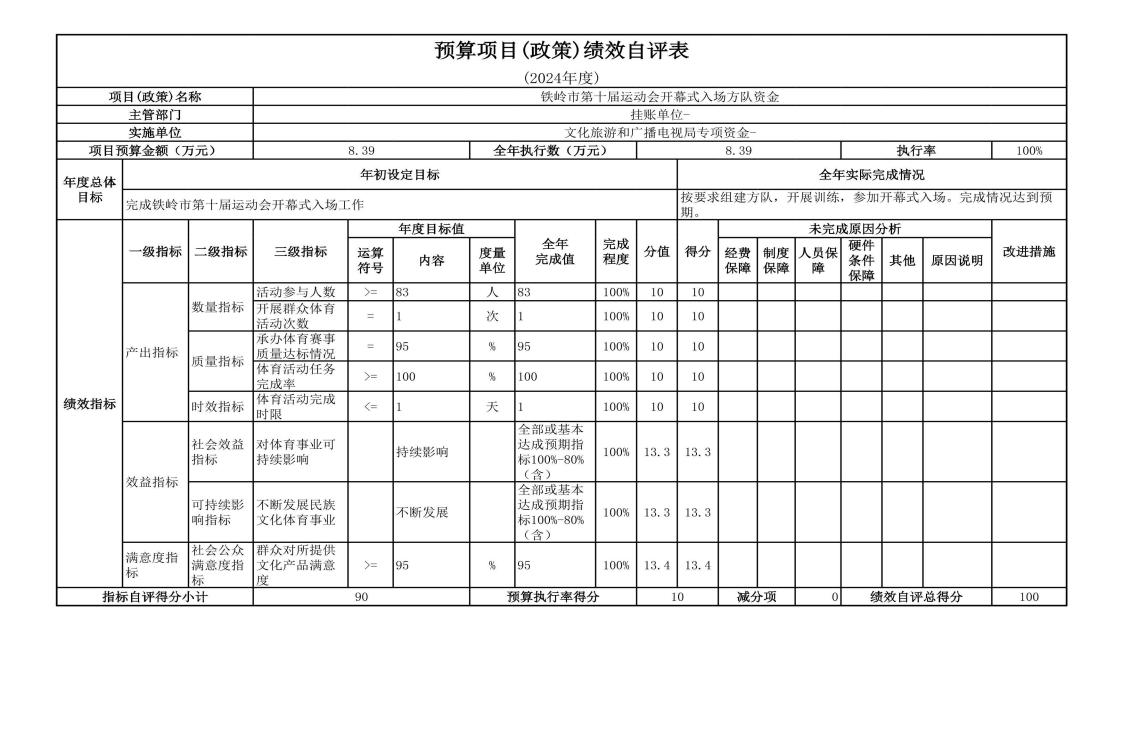 预算项目(政策)绩效自评表
(2024年度)
项目(政策)名称 铁岭市第十届运动会开幕式入场方队资金
主管部门 挂账单位-
实施单位 文化旅游和广播电视局专项资金-
项目预算金额（万元） 8.39 全年执行数（万元） 8.39 执行率 100%
年度总体目标 年初设定目标 全年实际完成情况
完成铁岭市第十届运动会开幕式入场工作 按要求组建方队，开展训练，参加开幕式入场。完成情况达到预期。
绩效指标 一级指标 二级指标 三级指标 年度目标值 全年完成值 完成程度 分值 得分 未完成原因分析 改进措施
运算符号 内容 度量单位 经费保障 制度保障 人员保障 硬件条件保障 其他 原因说明
产出指标 数量指标 活动参与人数 >= 83 人 83 100% 10 10
开展群众体育活动次数 = 1 次 1 100% 10 10
质量指标 承办体育赛事质量达标情况 = 95 % 95 100% 10 10
体育活动任务完成率 >= 100 % 100 100% 10 10
时效指标 体育活动完成时限 <= 1 天 1 100% 10 10
效益指标 社会效益指标 对体育事业可持续影响 持续影响 全部或基本达成预期指标100%-80%（含） 100% 13.3 13.3
可持续影响指标 不断发展民族文化体育事业 不断发展 全部或基本达成预期指标100%-80%（含） 100% 13.3 13.3
满意度指标 社会公众满意度指标 群众对所提供文化产品满意度 >= 95 % 95 100% 13.4 13.4
指标自评得分小计 90 预算执行率得分 10 减分项 0 绩效自评总得分 100